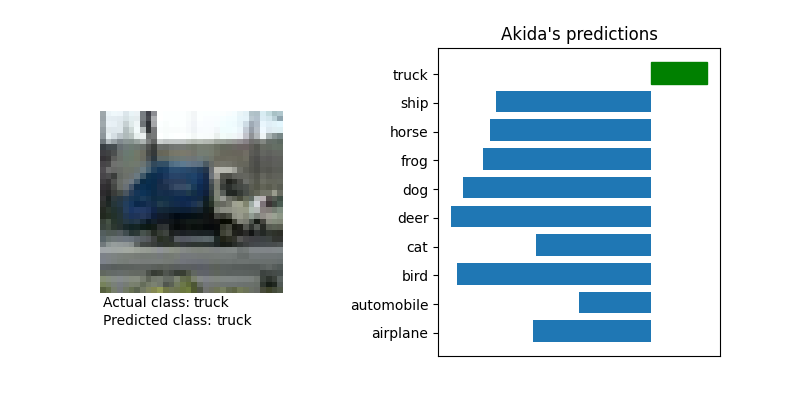 Akida's predictions
truck
ship
horse
frog
dog
deer
cat
bird
automobile
airplane
Actual class: truck
Predicted class: truck